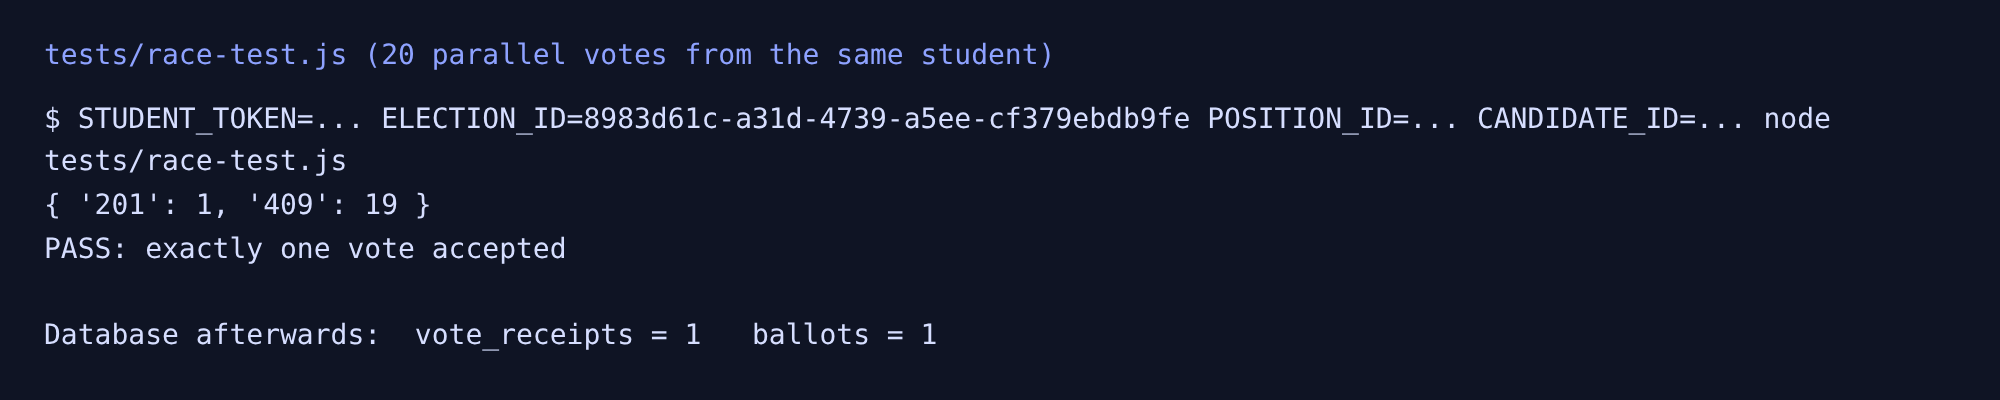 tests/race-test.js (20 parallel votes from the same student)
$ STUDENT_TOKEN=... ELECTION_ID=8983d61c-a31d-4739-a5ee-cf379ebdb9fe POSITION_ID=... CANDIDATE_ID=... node
tests/race-test.js
{ '201': 1, '409': 19 }
PASS: exactly one vote accepted
Database afterwards:  vote_receipts = 1   ballots = 1